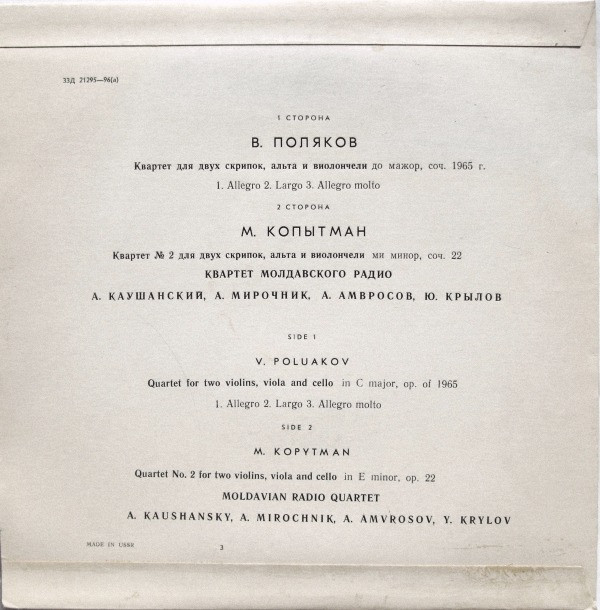 33Д 21295—96(а)
1 СТОРОНА
В. ПОЛЯКОВ
Квартет для двух скрипок, альта и виолончели до мажор, соч. 1965 г.
1. Allegro 2. Largo 3. Allegro molto
2 СТОРОНА
М. КОПЫТМАН
Квартет № 2 для двух скрипок, альта и виолончели ми минор, соч. 22
КВАРТЕТ МОЛДАВСКОГО РАДИО
А. КАУШАНСКИЙ, А. МИРОЧНИК, А. АМВРОСОВ, Ю. КРЫЛОВ
SIDE 1
V. POLUAKOV
Quartet for two violins, viola and cello in C major, op. of 1965
1. Allegro 2. Largo 3. Allegro molto
SIDE 2
M. KOPYTMAN
Quartet No. 2 for two violins, viola and cello in E minor, op. 22
MOLDAVIAN RADIO QUARTET
A. KAUSHANSKY, A. MIROCHNIK, A. AMVROSOV, Y. KRYLOV
MADE IN USSR 3